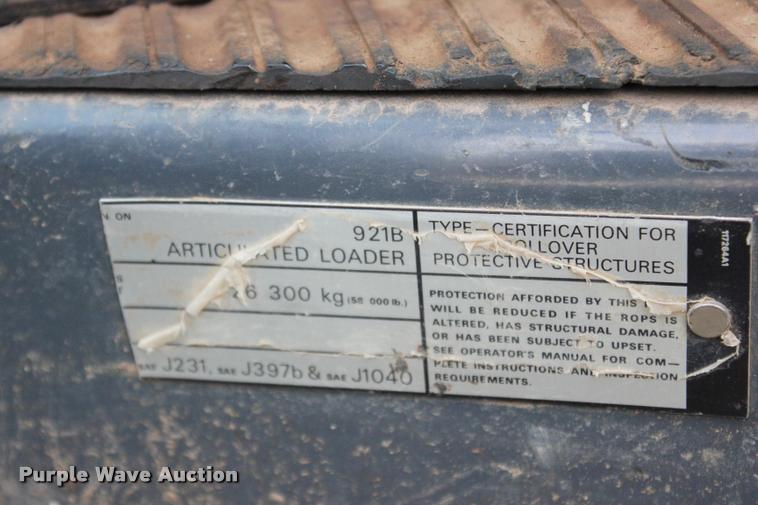 ON
921B
ARTICULATED LOADER
26 300 kg (58 000 lb.)
SAE J231, SAE J397b & SAE J1040
TYPE—CERTIFICATION FOR
ROLLOVER
PROTECTIVE STRUCTURES
PROTECTION AFFORDED BY THIS
WILL BE REDUCED IF THE ROPS IS
ALTERED, HAS STRUCTURAL DAMAGE,
OR HAS BEEN SUBJECT TO UPSET.
SEE OPERATOR'S MANUAL FOR COM—
PLETE INSTRUCTIONS AND INSPECTION
REQUIREMENTS.
117264A1
Purple Wave Auction